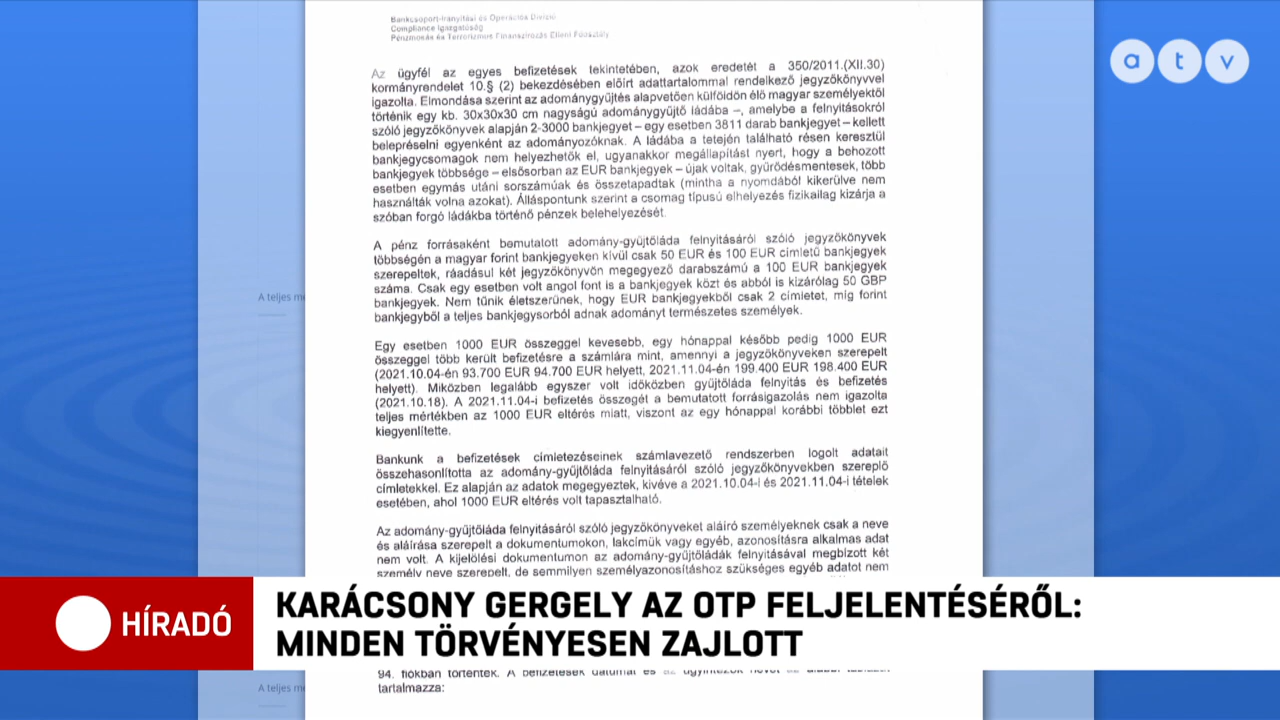 Bankcsoport-Irányítási és Operációs Divízió
Compliance Igazgatóság
Pénzmosás és Terrorizmus Finanszírozás Elleni Főosztály
atv
Az ügyfél az egyes befizetések tekintetében, azok eredetét a 350/2011.(XII.30)
kormányrendelet 10.§ (2) bekezdésében előírt adattartalommal rendelkező jegyzőkönyvvel
igazolta. Elmondása szerint az adománygyűjtés alapvetően külföldön élő magyar személyektől
történik egy kb. 30x30x30 cm nagyságú adománygyűjtő ládába –, amelybe a felnyitásokról
szóló jegyzőkönyvek alapján 2-3000 bankjegyet – egy esetben 3811 darab bankjegyet – kellett
belepréselni egyenként az adományozóknak. A ládába a tetején található résen keresztül
bankjegycsomagok nem helyezhetők el, ugyanakkor megállapítást nyert, hogy a behozott
bankjegyek többsége – elsősorban az EUR bankjegyek – újak voltak, gyűrődésmentesek, több
esetben egymás utáni sorszámúak és összetapadtak (mintha a nyomdából kikerülve nem
használták volna azokat). Álláspontunk szerint a csomag típusú elhelyezés fizikailag kizárja a
szóban forgó ládákba történő pénzek belehelyezését.
A pénz forrásaként bemutatott adomány-gyűjtőláda felnyitásáról szóló jegyzőkönyvek
többségén a magyar forint bankjegyeken kívül csak 50 EUR és 100 EUR címletű bankjegyek
szerepeltek, ráadásul két jegyzőkönyvön megegyező darabszámú a 100 EUR bankjegyek
száma. Csak egy esetben volt angol font is a bankjegyek közt és abból is kizárólag 50 GBP
bankjegyek. Nem tűnik életszerűnek, hogy EUR bankjegyekből csak 2 címletet, míg forint
bankjegyből a teljes bankjegysorból adnak adományt természetes személyek.
A teljes me
Egy esetben 1000 EUR összeggel kevesebb, egy hónappal később pedig 1000 EUR
összeggel több került befizetésre a számlára mint, amennyi a jegyzőkönyveken szerepelt
(2021.10.04-én 93.700 EUR 94.700 EUR helyett, 2021.11.04-én 199.400 EUR 198.400 EUR
helyett). Miközben legalább egyszer volt időközben gyűjtőláda felnyitás és befizetés
(2021.10.18). A 2021.11.04-i befizetés összegét a bemutatott forrásigazolás nem igazolta
teljes mértékben az 1000 EUR eltérés miatt, viszont az egy hónappal korábbi többlet ezt
kiegyenlítette.
Bankunk a befizetések címletezéseinek számlavezető rendszerben logolt adatait
összehasonlította az adomány-gyűjtőláda felnyitásáról szóló jegyzőkönyvekben szereplő
címletekkel. Ez alapján az adatok megegyeztek, kivéve a 2021.10.04-i és 2021.11.04-i tételek
esetében, ahol 1000 EUR eltérés volt tapasztalható.
Az adomány-gyűjtőláda felnyitásáról szóló jegyzőkönyveket aláíró személyeknek csak a neve
és aláírása szerepelt a dokumentumokon, lakcímük vagy egyéb, azonosításra alkalmas adat
nem volt. A kijelölési dokumentumon az adomány-gyűjtőládák felnyitásával megbízott két
személy neve szerepelt, de semmilyen személyazonosításhoz szükséges egyéb adatot nem
HÍRADÓ
KARÁCSONY GERGELY AZ OTP FELJELENTÉSÉRŐL:
MINDEN TÖRVÉNYESEN ZAJLOTT
94. fiókban történtek. A befizetések dátumát és az ügyintézők nevét az alábbi táblázat
tartalmazza:
A teljes me